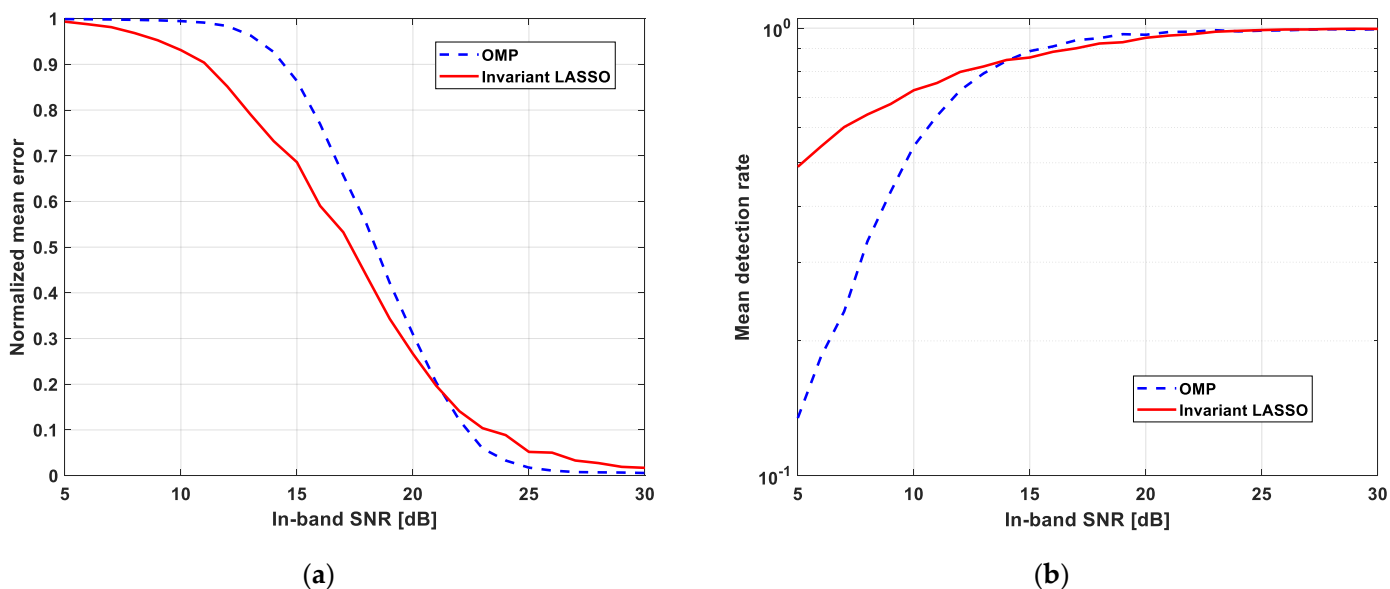 1
0.9
0.8
0.7
0.6
0.5
0.4
0.3
0.2
0.1
0
Normalized mean error
OMP
Invariant LASSO
5 10 15 20 25 30
In-band SNR [dB]
(a)
10^0
10^-1
Mean detection rate
OMP
Invariant LASSO
5 10 15 20 25 30
In-band SNR [dB]
(b)